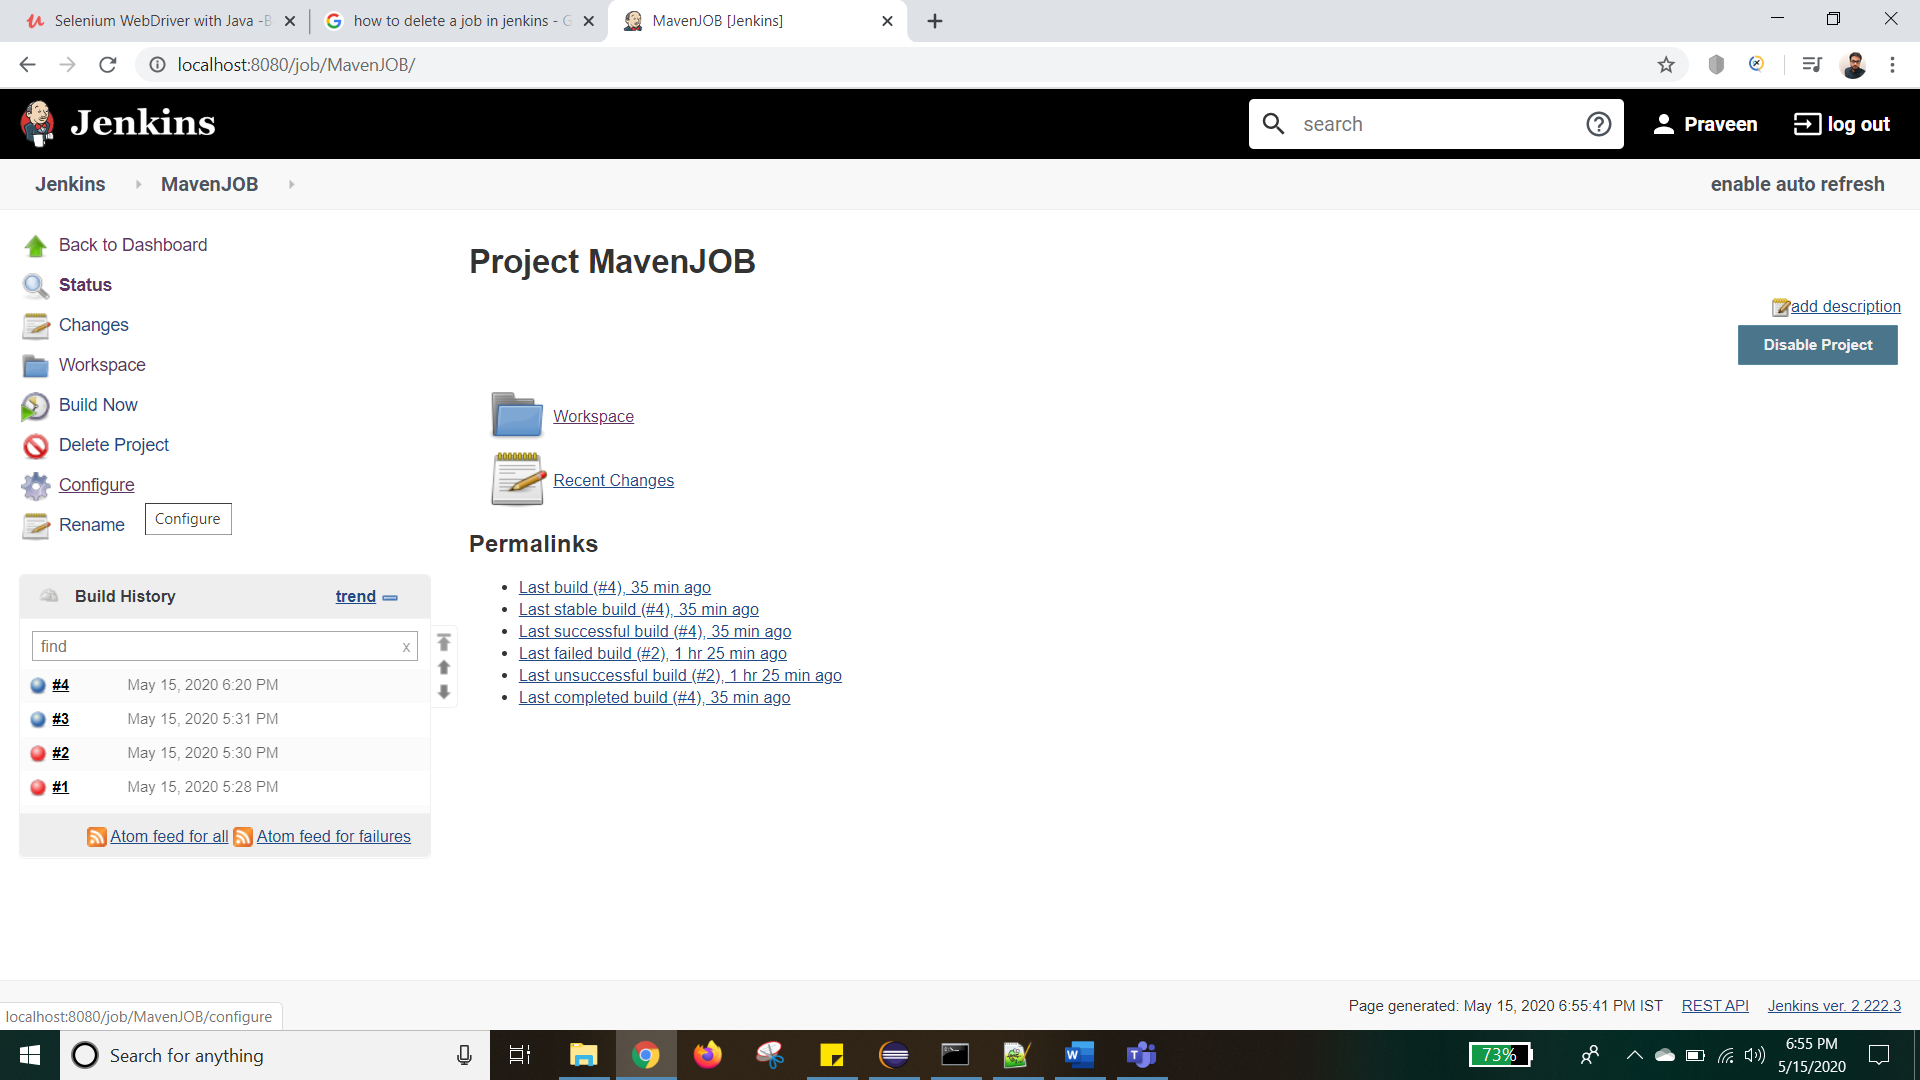 Selenium WebDriver with Java -B
how to delete a job in jenkins - G
MavenJOB [Jenkins]
localhost:8080/job/MavenJOB/
Jenkins
search
Praveen
log out
Jenkins
MavenJOB
enable auto refresh
Back to Dashboard
Status
Changes
Workspace
Build Now
Delete Project
Configure
Rename
Configure
Project MavenJOB
add description
Disable Project
Workspace
Recent Changes
Permalinks
Last build (#4), 35 min ago
Last stable build (#4), 35 min ago
Last successful build (#4), 35 min ago
Last failed build (#2), 1 hr 25 min ago
Last unsuccessful build (#2), 1 hr 25 min ago
Last completed build (#4), 35 min ago
Build History
trend
find
x
#4 May 15, 2020 6:20 PM
#3 May 15, 2020 5:31 PM
#2 May 15, 2020 5:30 PM
#1 May 15, 2020 5:28 PM
Atom feed for all
Atom feed for failures
Page generated: May 15, 2020 6:55:41 PM IST
REST API
Jenkins ver. 2.222.3
localhost:8080/job/MavenJOB/configure
Search for anything
73%
6:55 PM
5/15/2020